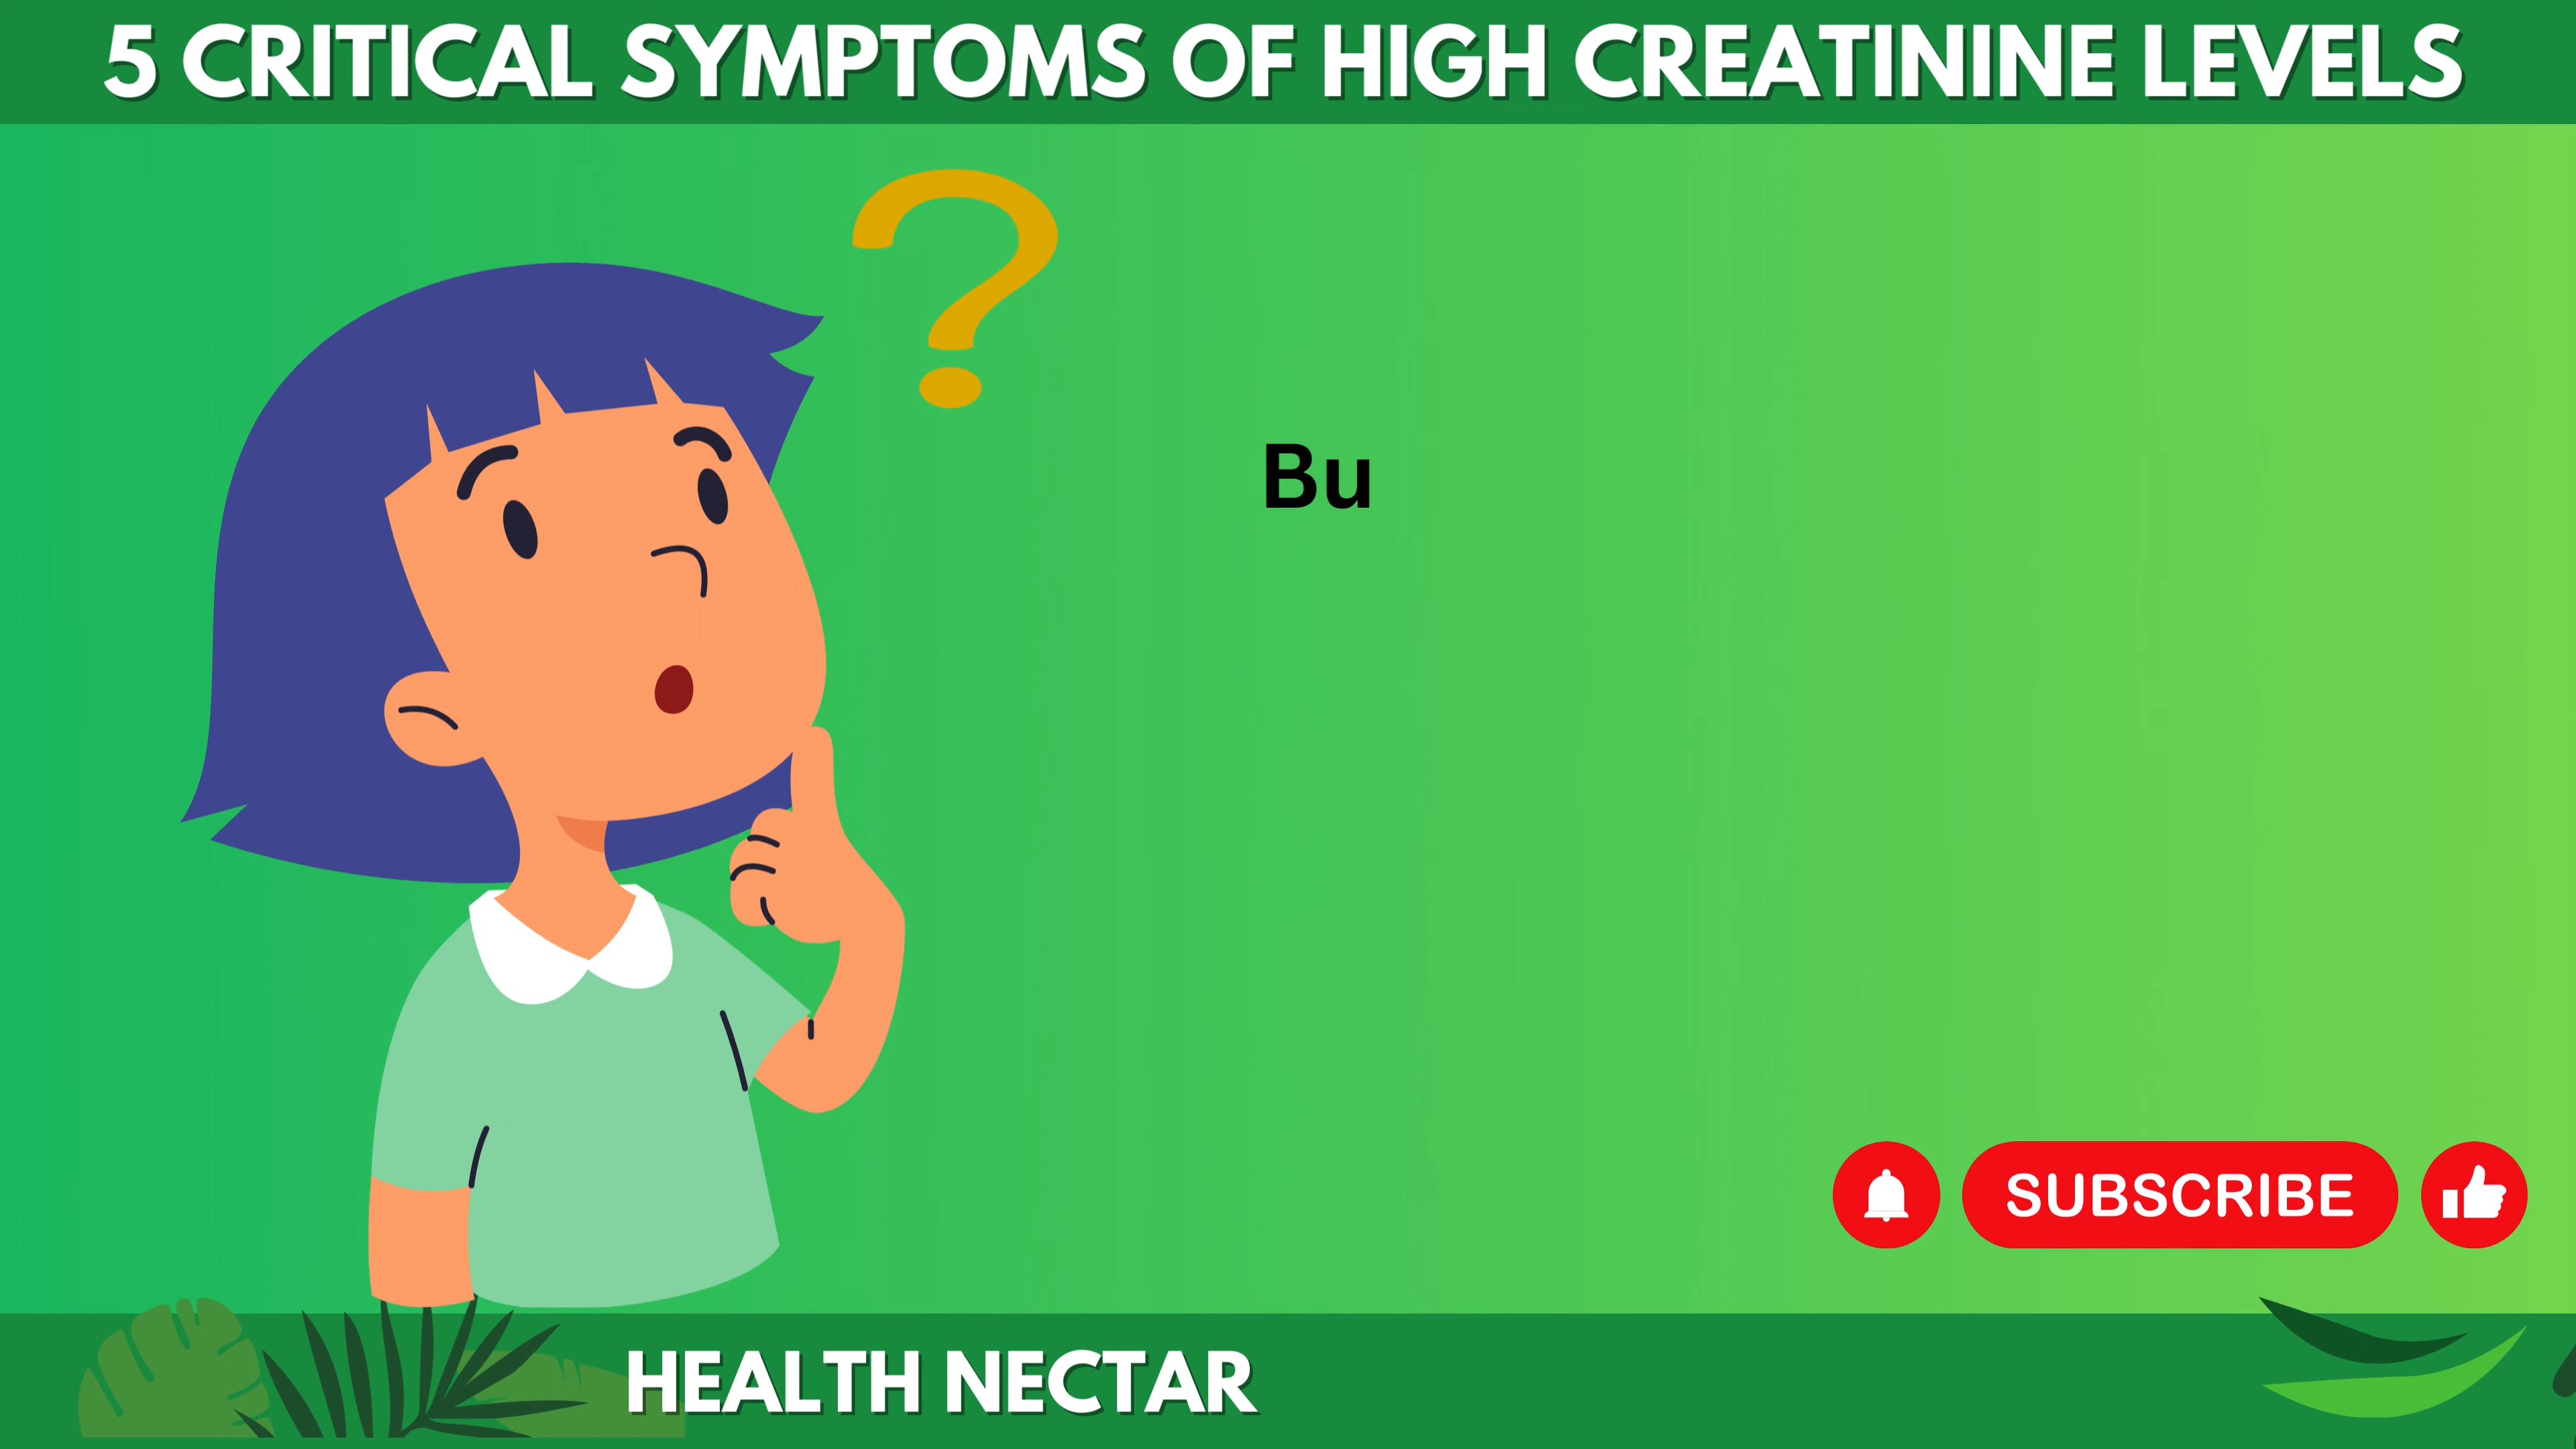 5 CRITICAL SYMPTOMS OF HIGH CREATININE LEVELS
?
Bu
SUBSCRIBE
HEALTH NECTAR